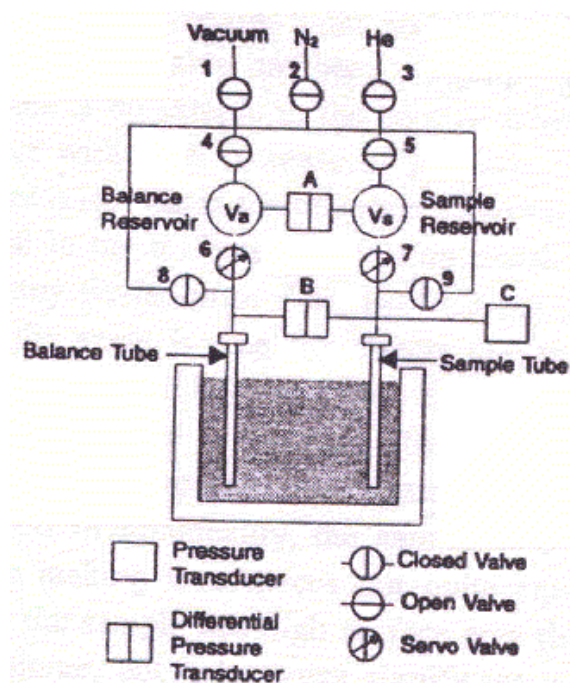 Vacuum N₂ He
1 2 3
4 5
A
Balance Reservoir
Va Vs
Sample Reservoir
6 7
8 9
B
C
Balance Tube
Sample Tube
Pressure Transducer
Differential Pressure Transducer
Closed Valve
Open Valve
Servo Valve